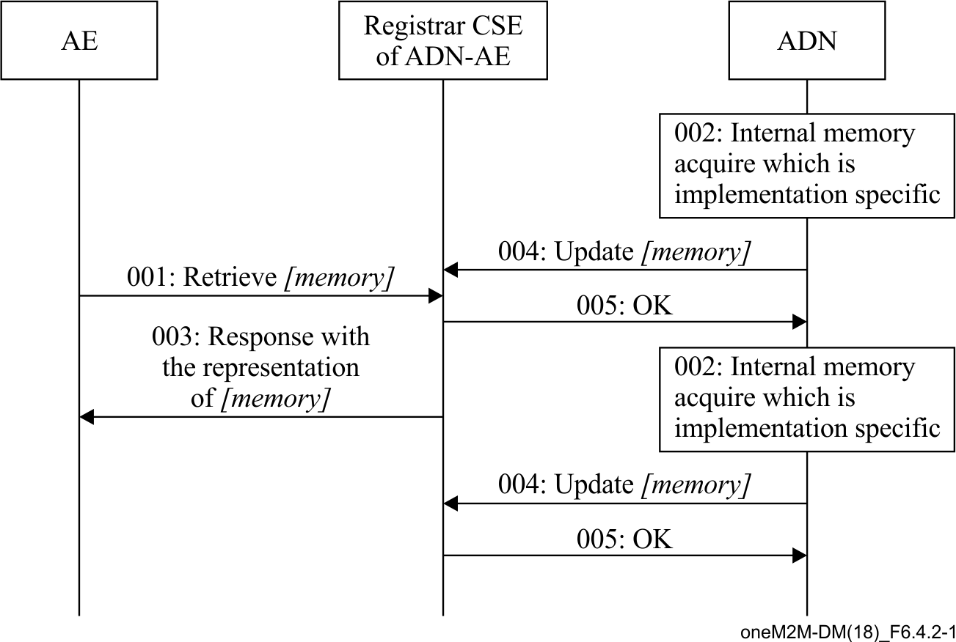 AE
Registrar CSE
of ADN-AE
ADN
002: Internal memory
acquire which is
implementation specific
004: Update [memory]
001: Retrieve [memory]
005: OK
003: Response with
the representation
of [memory]
002: Internal memory
acquire which is
implementation specific
004: Update [memory]
005: OK
oneM2M-DM(18)_F6.4.2-1